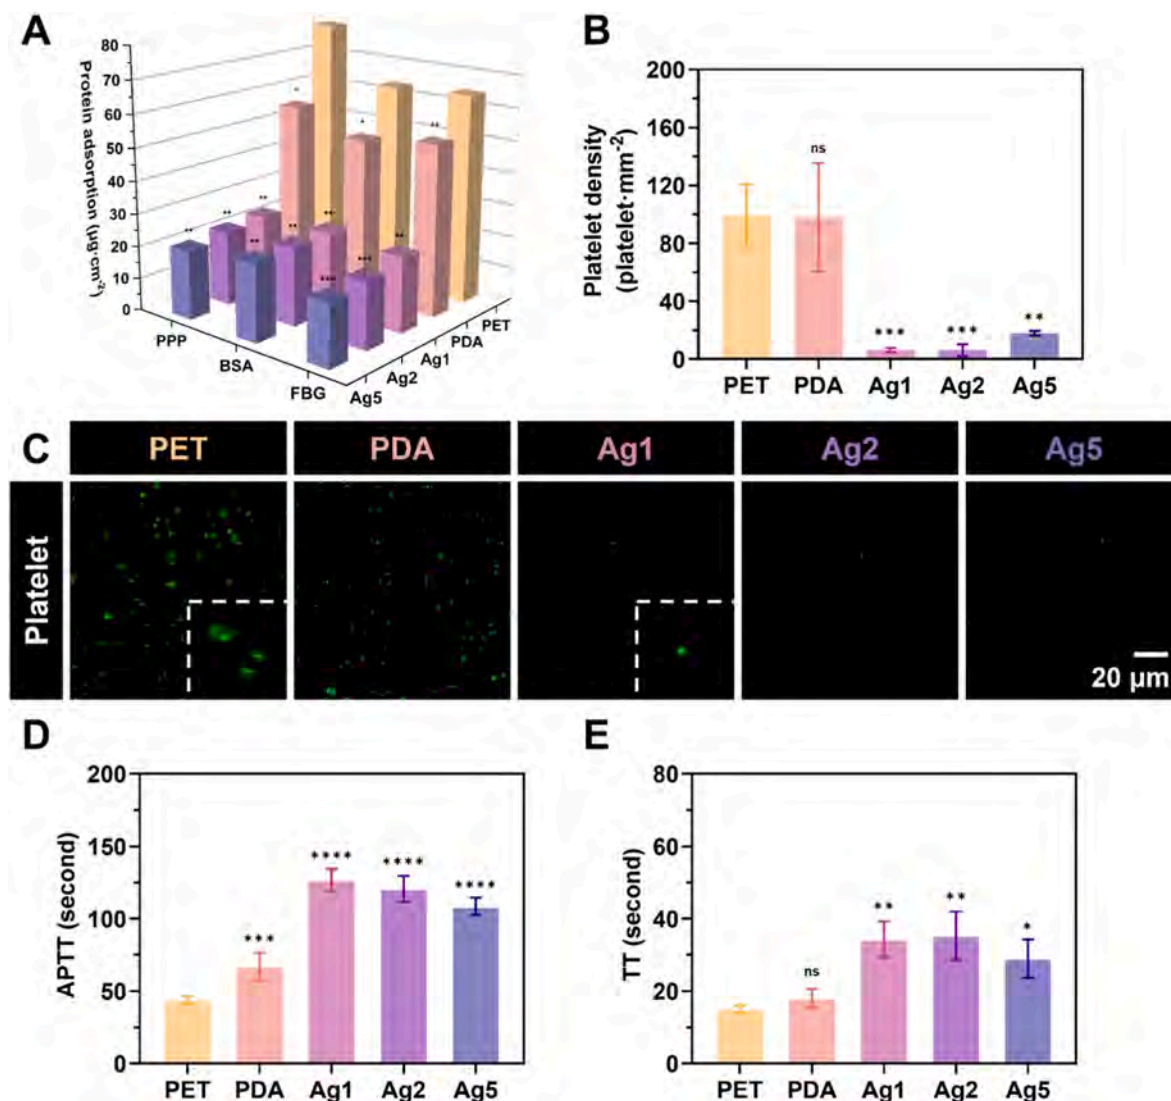 A
Protein adsorption (μg·cm⁻²)
80
70
60
50
40
30
20
10
0
PPP
BSA
FBG
Ag5
Ag2
Ag1
PDA
PET
**
**
**
*
**
**
**
*
***
***
**
**
B
Platelet density
(platelet·mm⁻²)
200
160
120
80
40
0
ns
***
***
**
PET PDA Ag1 Ag2 Ag5
C
PET PDA Ag1 Ag2 Ag5
Platelet
20 μm
D
APTT (second)
200
150
100
50
0
***
****
****
****
PET PDA Ag1 Ag2 Ag5
E
TT (second)
80
60
40
20
0
ns
**
**
*
PET PDA Ag1 Ag2 Ag5